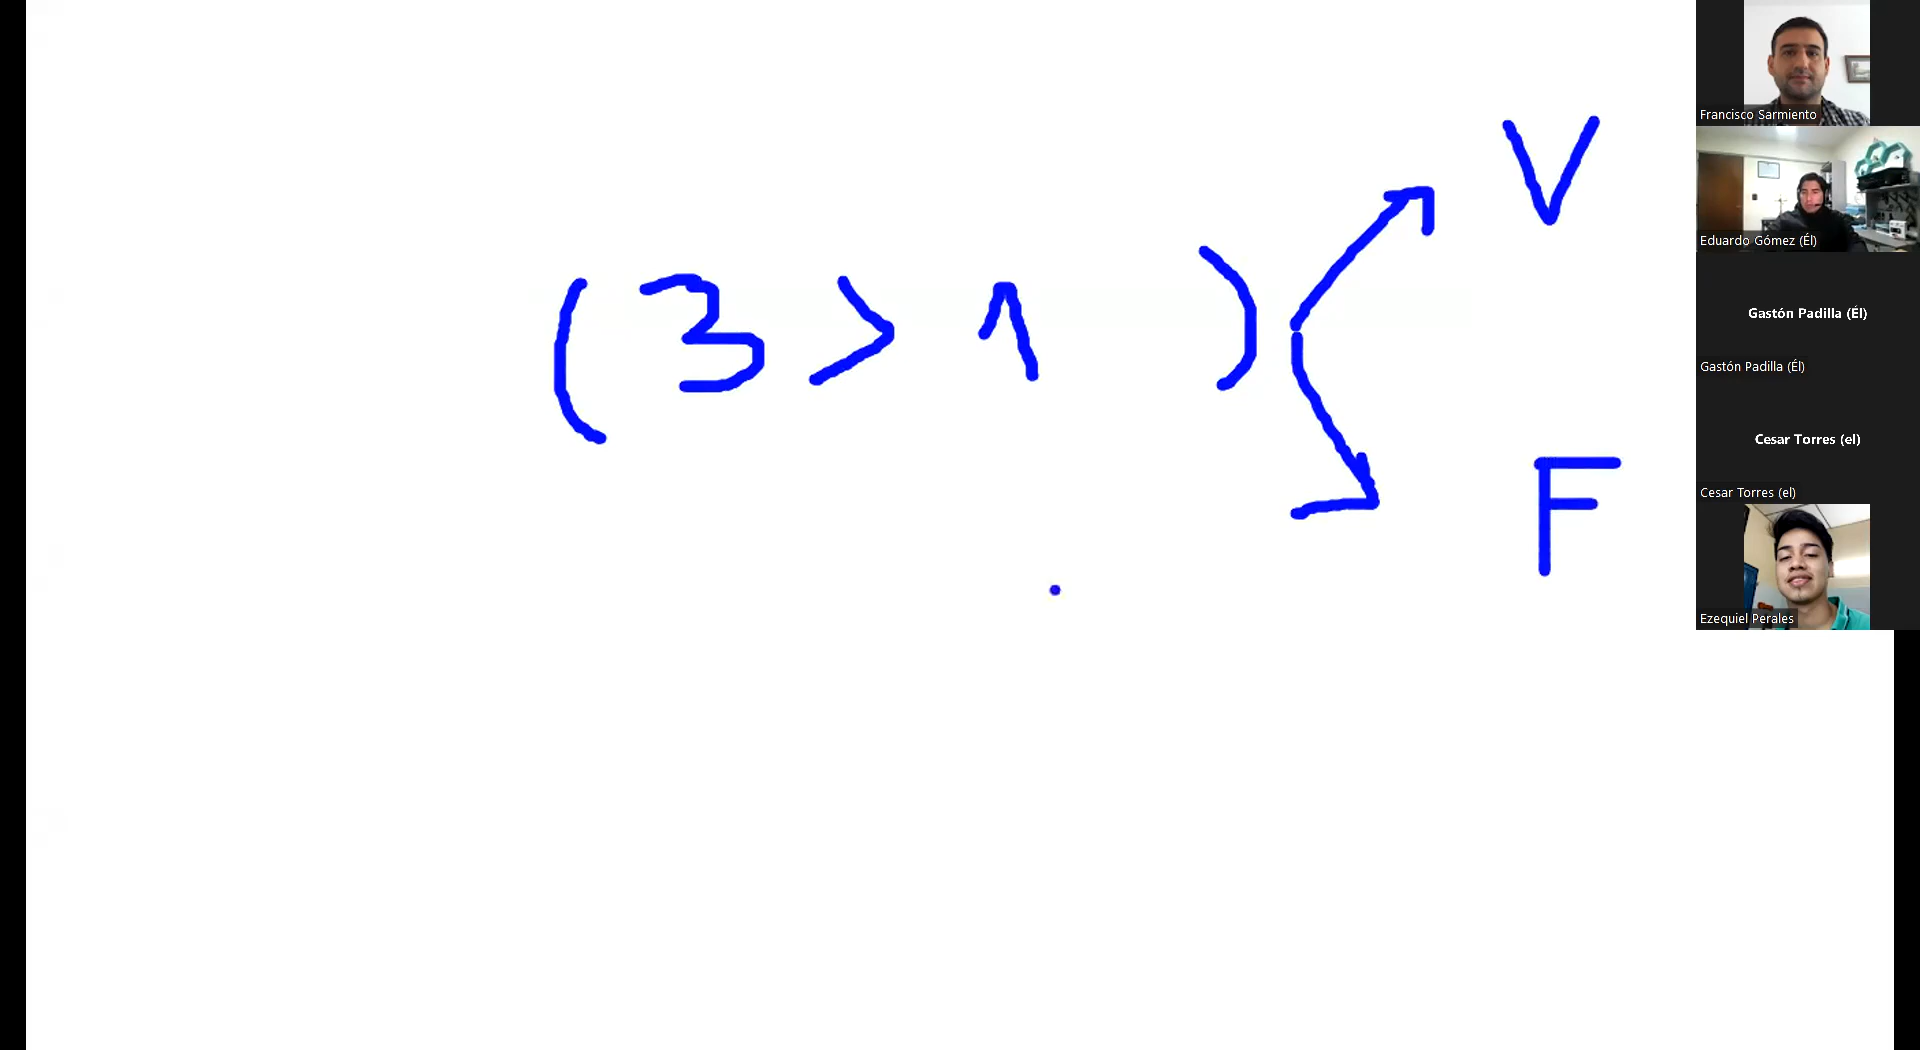 V
( 3 > 1 )
F
Francisco Sarmiento
Eduardo Gómez (Él)
Gastón Padilla (Él)
Gastón Padilla (Él)
Cesar Torres (el)
Cesar Torres (el)
Ezequiel Perales